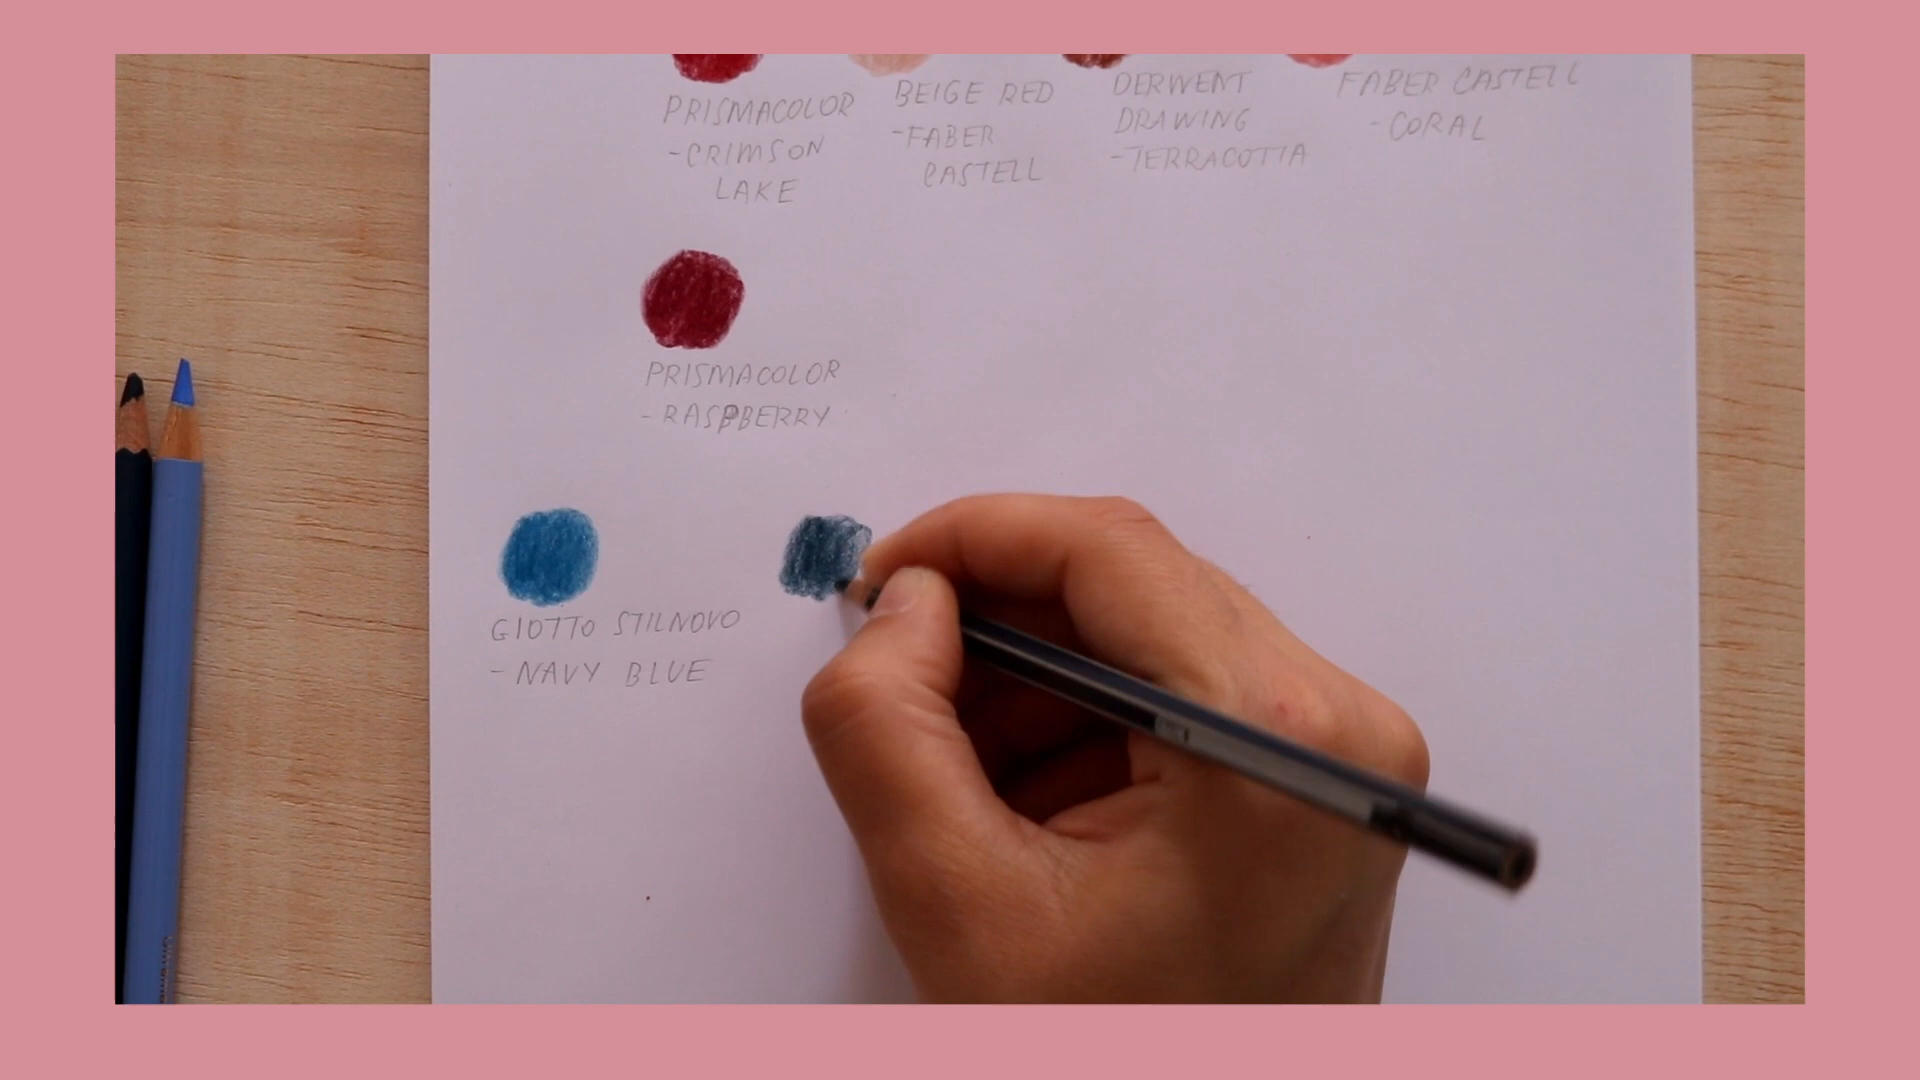 PRISMACOLOR
-CRIMSON
LAKE
BEIGE RED
-FABER
CASTELL
DERWENT
DRAWING
-TERRACOTTA
FABER CASTELL
-CORAL
PRISMACOLOR
-RASPBERRY
GIOTTO STILNOVO
- NAVY BLUE